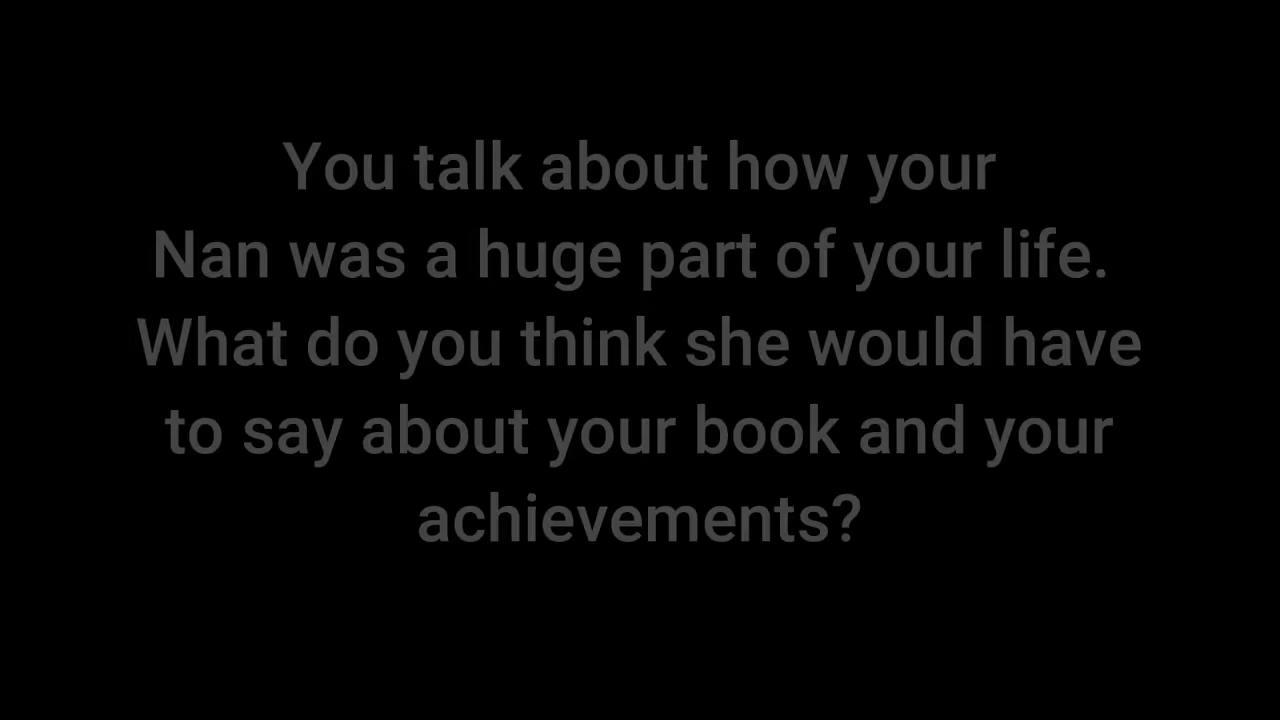 You talk about how your
Nan was a huge part of your life.
What do you think she would have
to say about your book and your
achievements?